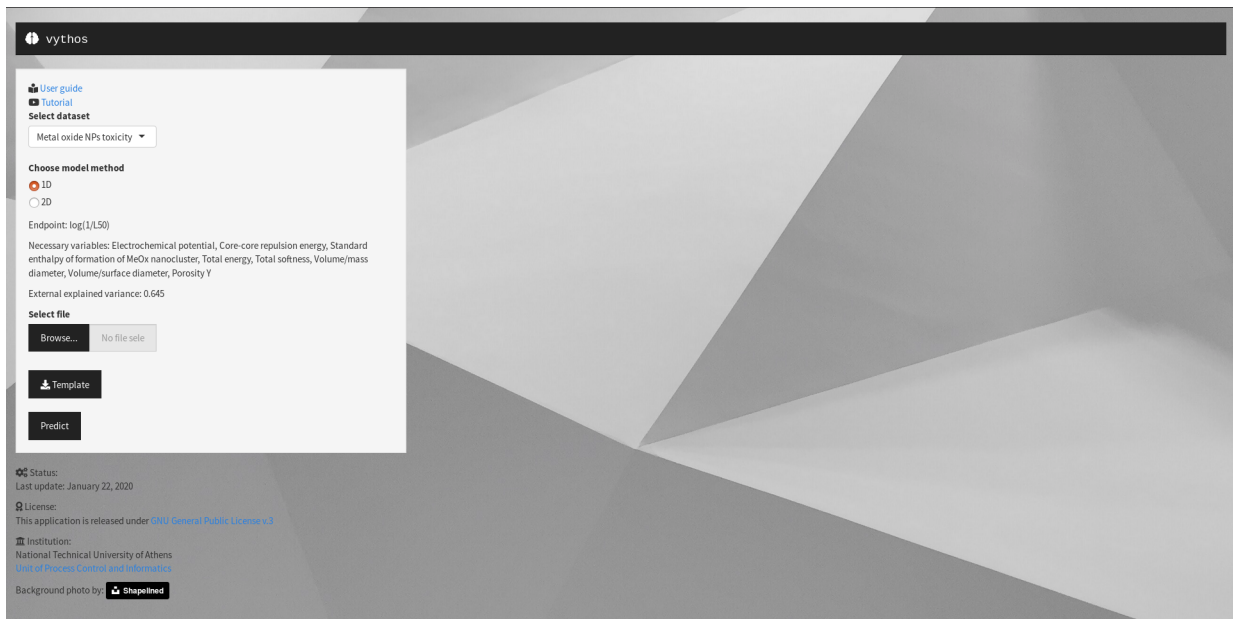 vythos
User guide
Tutorial
Select dataset
Metal oxide NPs toxicity
Choose model method
1D
2D
Endpoint: log(1/L50)
Necessary variables: Electrochemical potential, Core-core repulsion energy, Standard
enthalpy of formation of MeOx nanocluster, Total energy, Total softness, Volume/mass
diameter, Volume/surface diameter, Porosity Y
External explained variance: 0.645
Select file
Browse... No file sele
Template
Predict
Status:
Last update: January 22, 2020
License:
This application is released under GNU General Public License v.3
Institution:
National Technical University of Athens
Unit of Process Control and Informatics
Background photo by: Shapelined